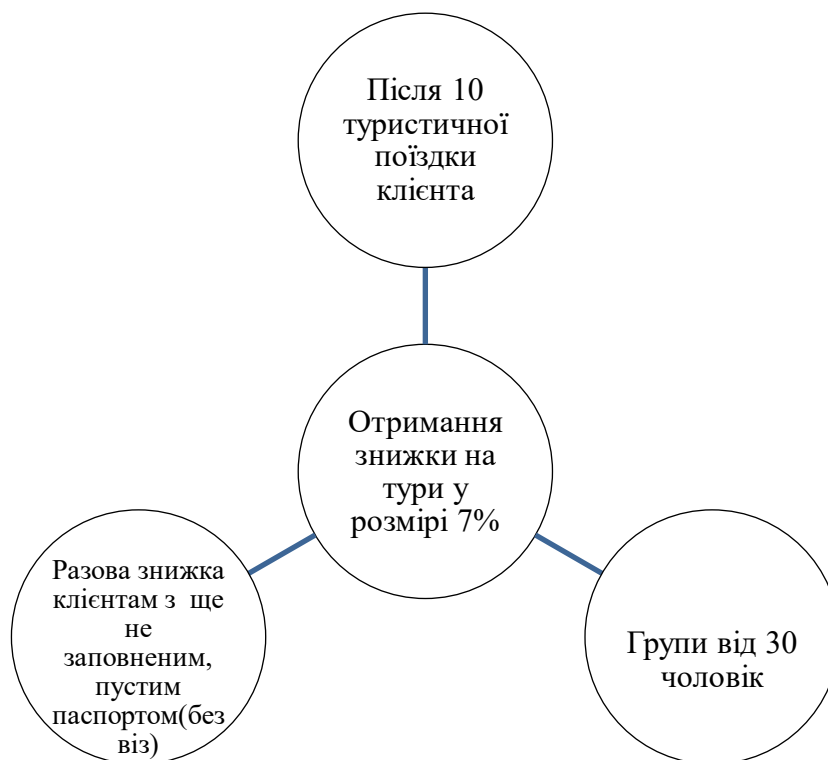 Після 10
туристичної
поїздки
клієнта
Отримання
знижки на
тури у
розмірі 7%
Разова знижка
клієнтам з  ще
не
заповненим,
пустим
паспортом(без
віз)
Групи від 30
чоловік